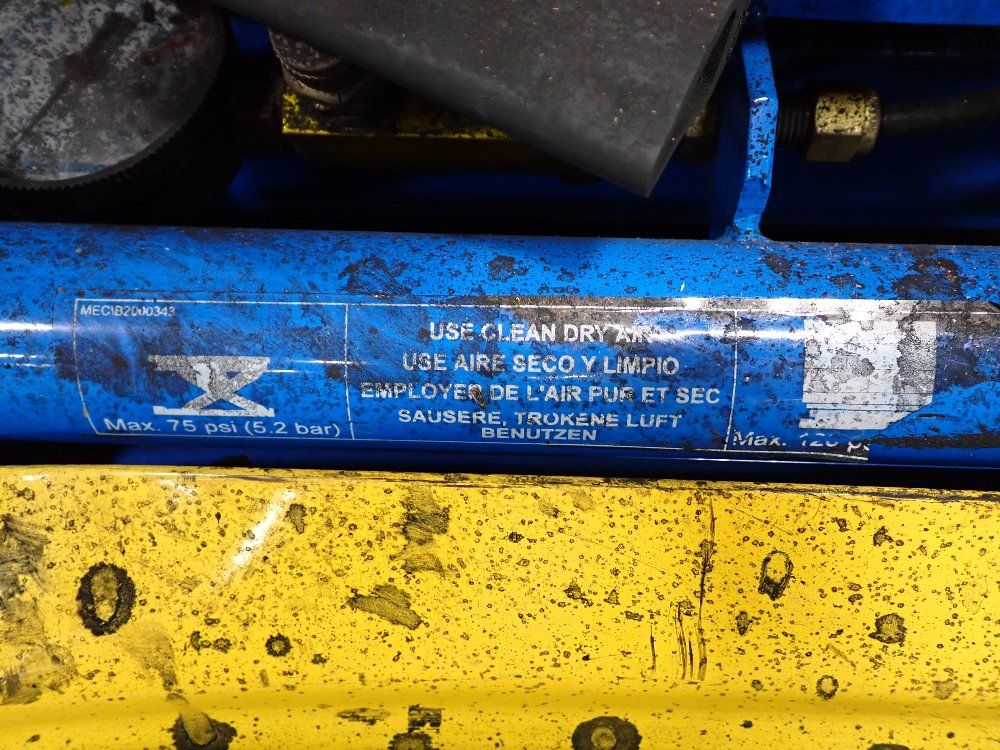 MEC\B2000343
Max. 75 psi (5.2 bar)
USE CLEAN DRY AIR
USE AIRE SECO Y LIMPIO
EMPLOYER DE L'AIR PUR ET SEC
SAUSERE, TROKENE LUFT
BENUTZEN
Max.